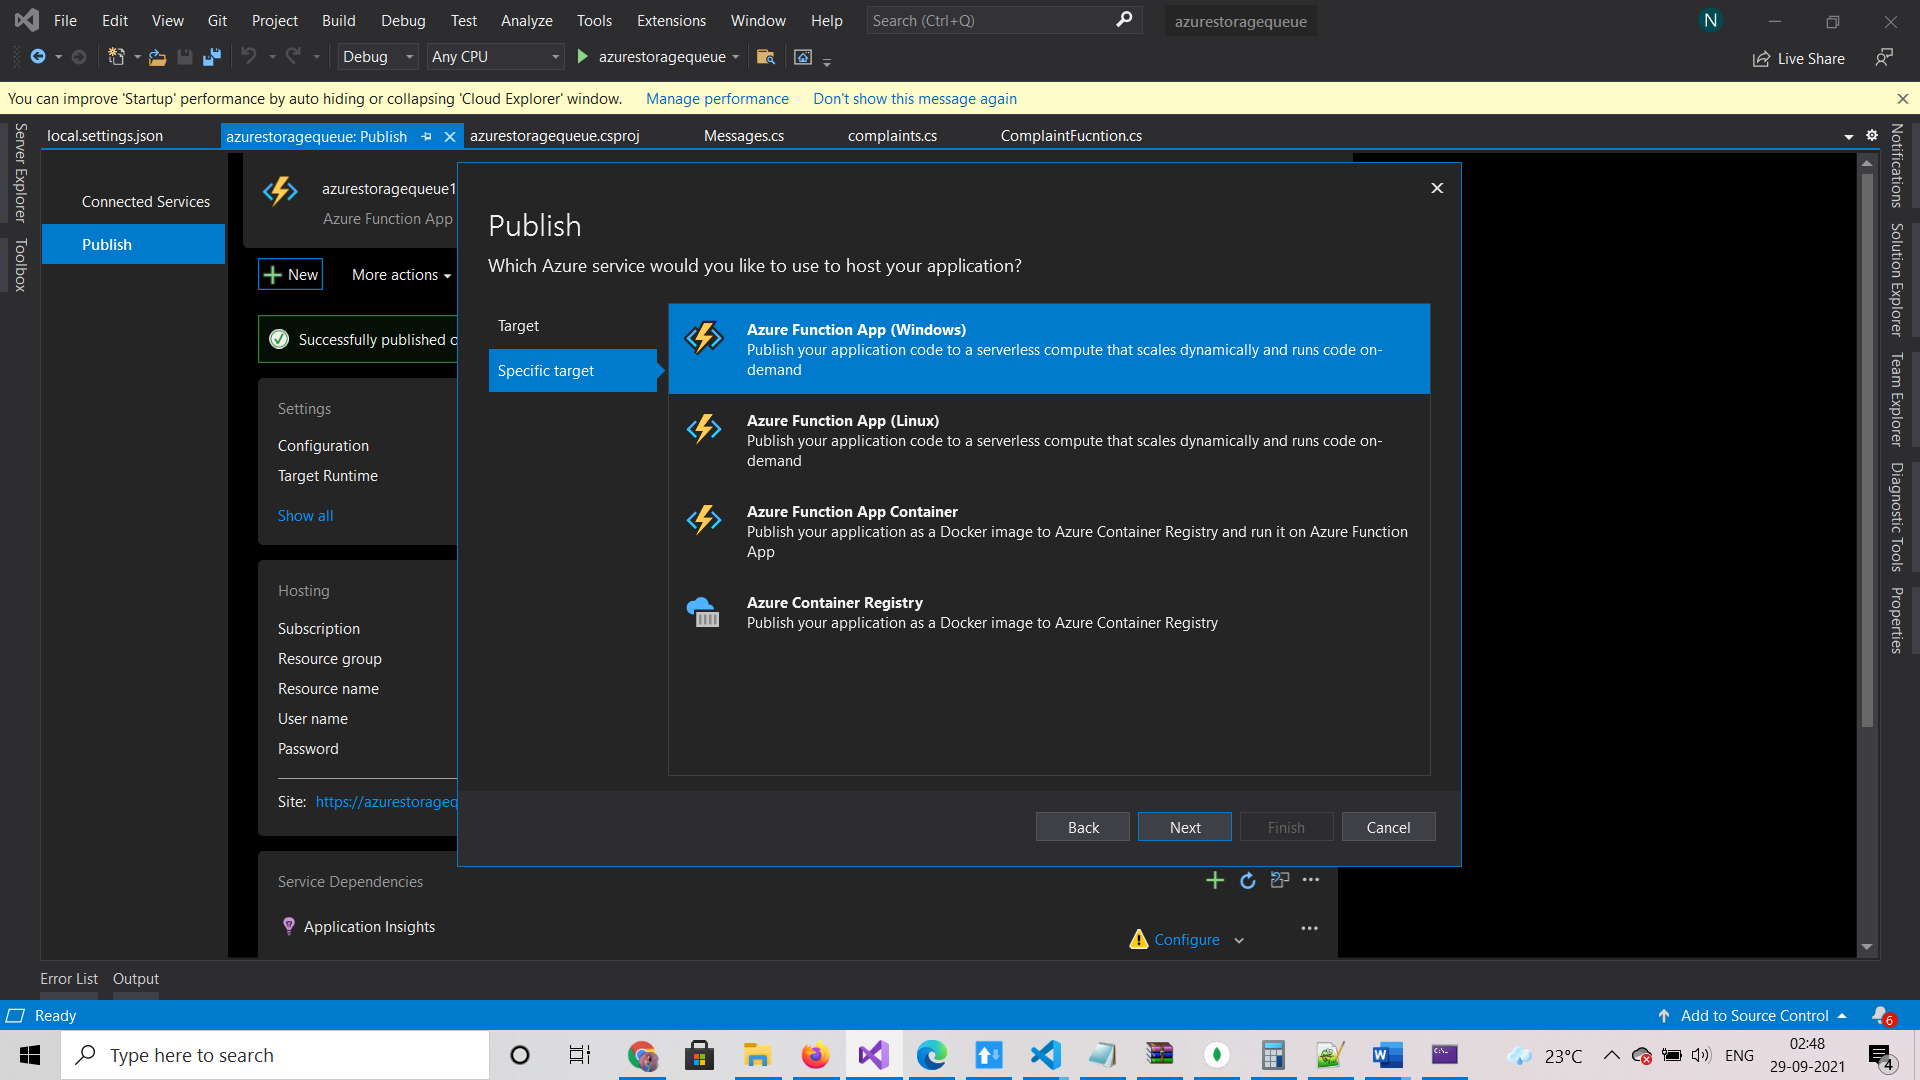 File Edit View Git Project Build Debug Test Analyze Tools Extensions Window Help Search (Ctrl+Q) azurestoragequeue N
Debug Any CPU azurestoragequeue Live Share
You can improve 'Startup' performance by auto hiding or collapsing 'Cloud Explorer' window. Manage performance Don't show this message again
local.settings.json azurestoragequeue: Publish azurestoragequeue.csproj Messages.cs complaints.cs ComplaintFucntion.cs
Server Explorer
Toolbox
Connected Services
Publish
azurestoragequeue1
Azure Function App
New More actions
Successfully published o
Settings
Configuration
Target Runtime
Show all
Hosting
Subscription
Resource group
Resource name
User name
Password
Site: https://azurestorageq
Service Dependencies
Application Insights
Configure
Publish
Which Azure service would you like to use to host your application?
Target
Specific target
Azure Function App (Windows)
Publish your application code to a serverless compute that scales dynamically and runs code on-
demand
Azure Function App (Linux)
Publish your application code to a serverless compute that scales dynamically and runs code on-
demand
Azure Function App Container
Publish your application as a Docker image to Azure Container Registry and run it on Azure Function
App
Azure Container Registry
Publish your application as a Docker image to Azure Container Registry
Back Next Finish Cancel
Notifications
Solution Explorer
Team Explorer
Diagnostic Tools
Properties
Error List Output
Ready Add to Source Control 6
Type here to search 23°C ENG 02:48
29-09-2021 4